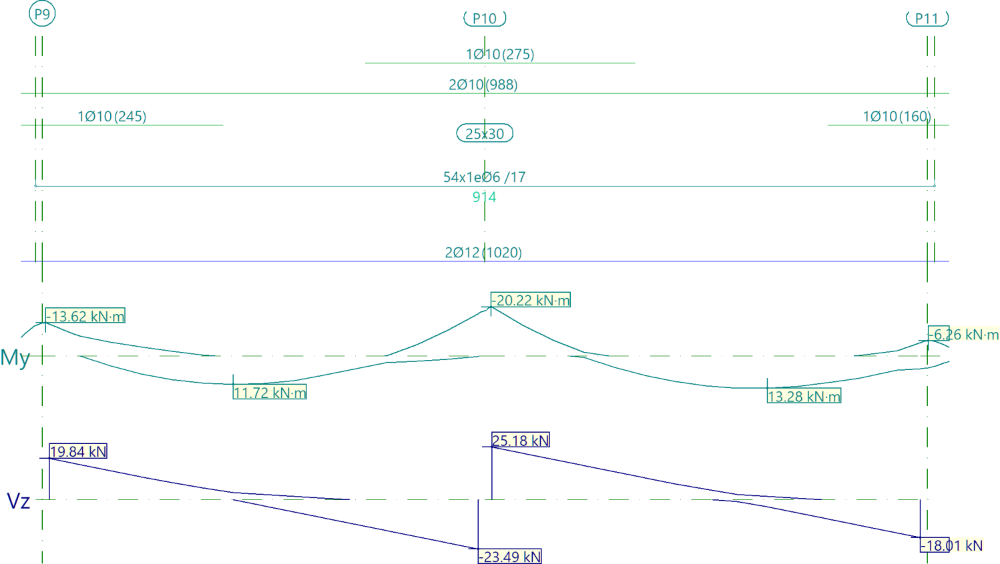 P9
P10
P11
1Ø10(275)
2Ø10(988)
1Ø10(245)
1Ø10(160)
25x30
54x1eØ6 /17
914
2Ø12(1020)
-20.22 kN·m
-13.62 kN·m
-6.26 kN·m
My
11.72 kN·m
13.28 kN·m
25.18 kN
19.84 kN
Vz
-18.01 kN
-23.49 kN